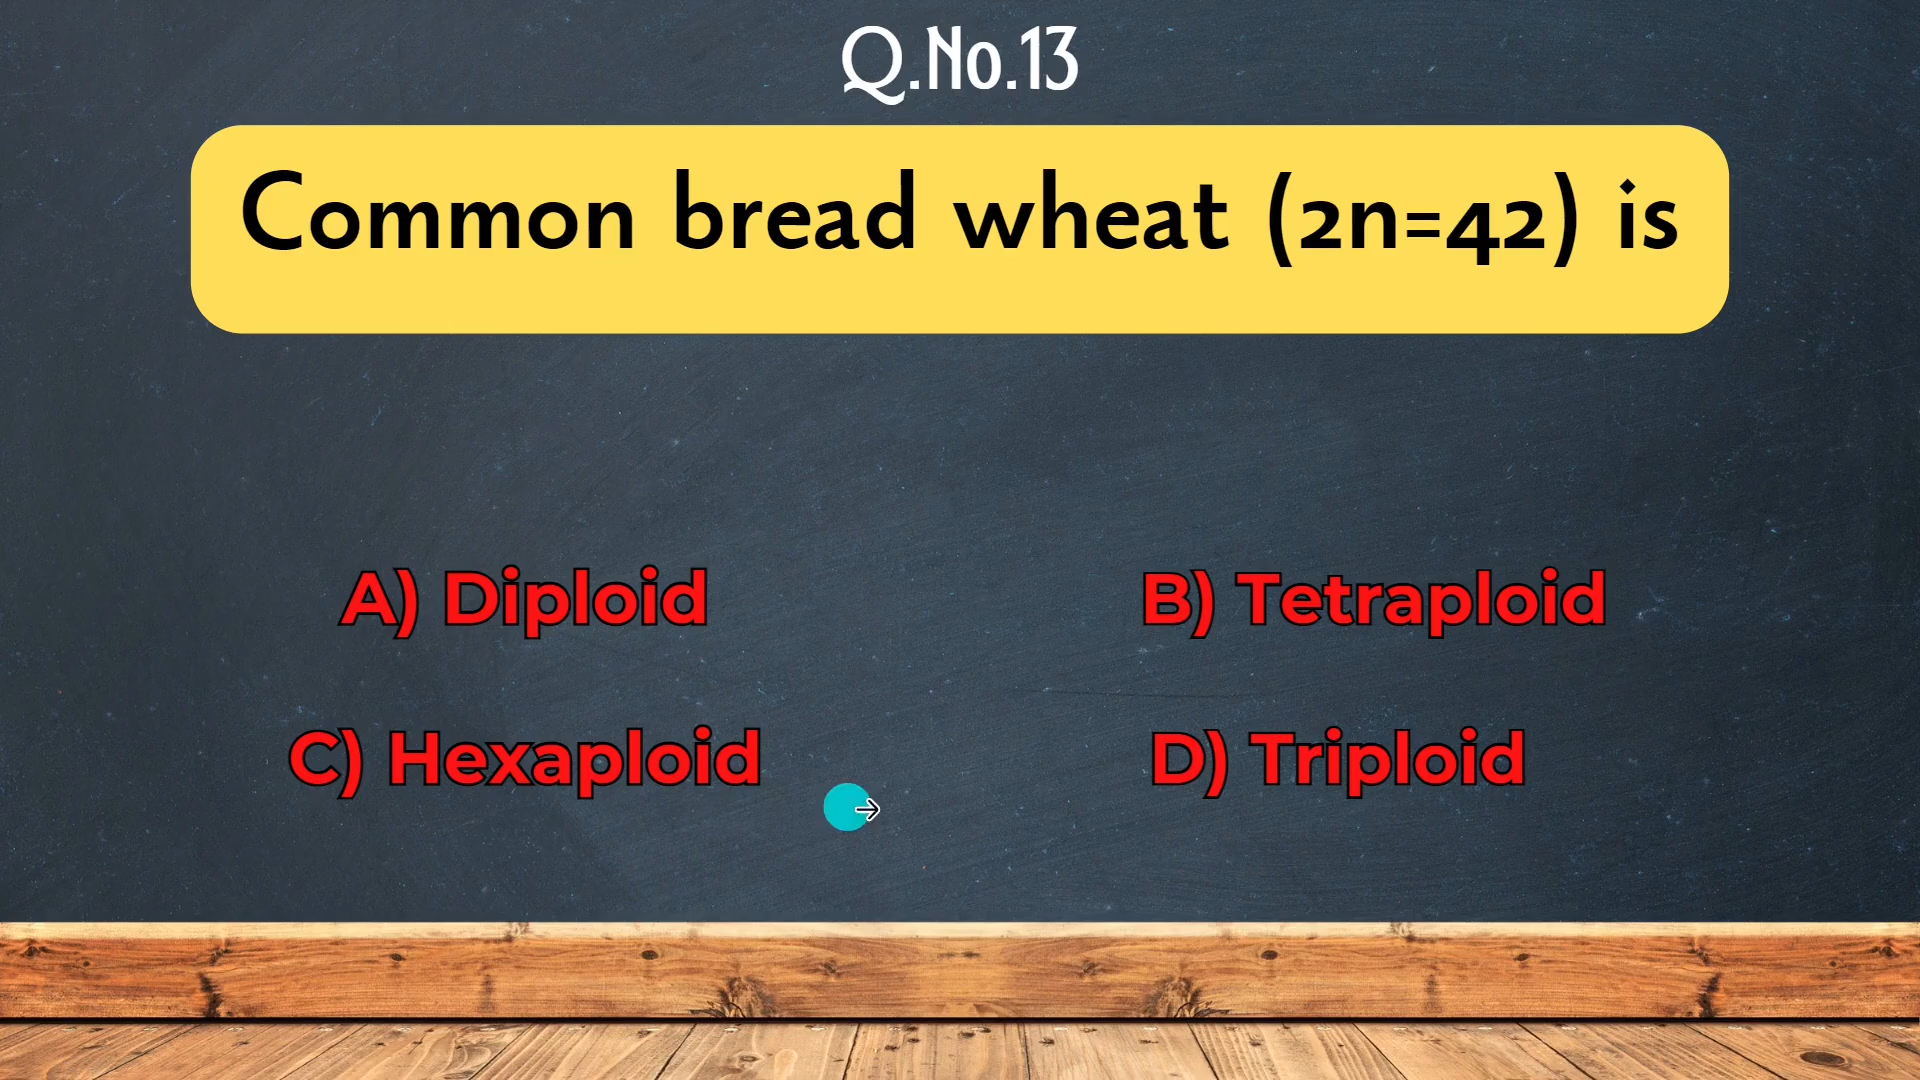 Q.No.13
Common bread wheat (2n=42) is
A) Diploid
B) Tetraploid
C) Hexaploid
D) Triploid